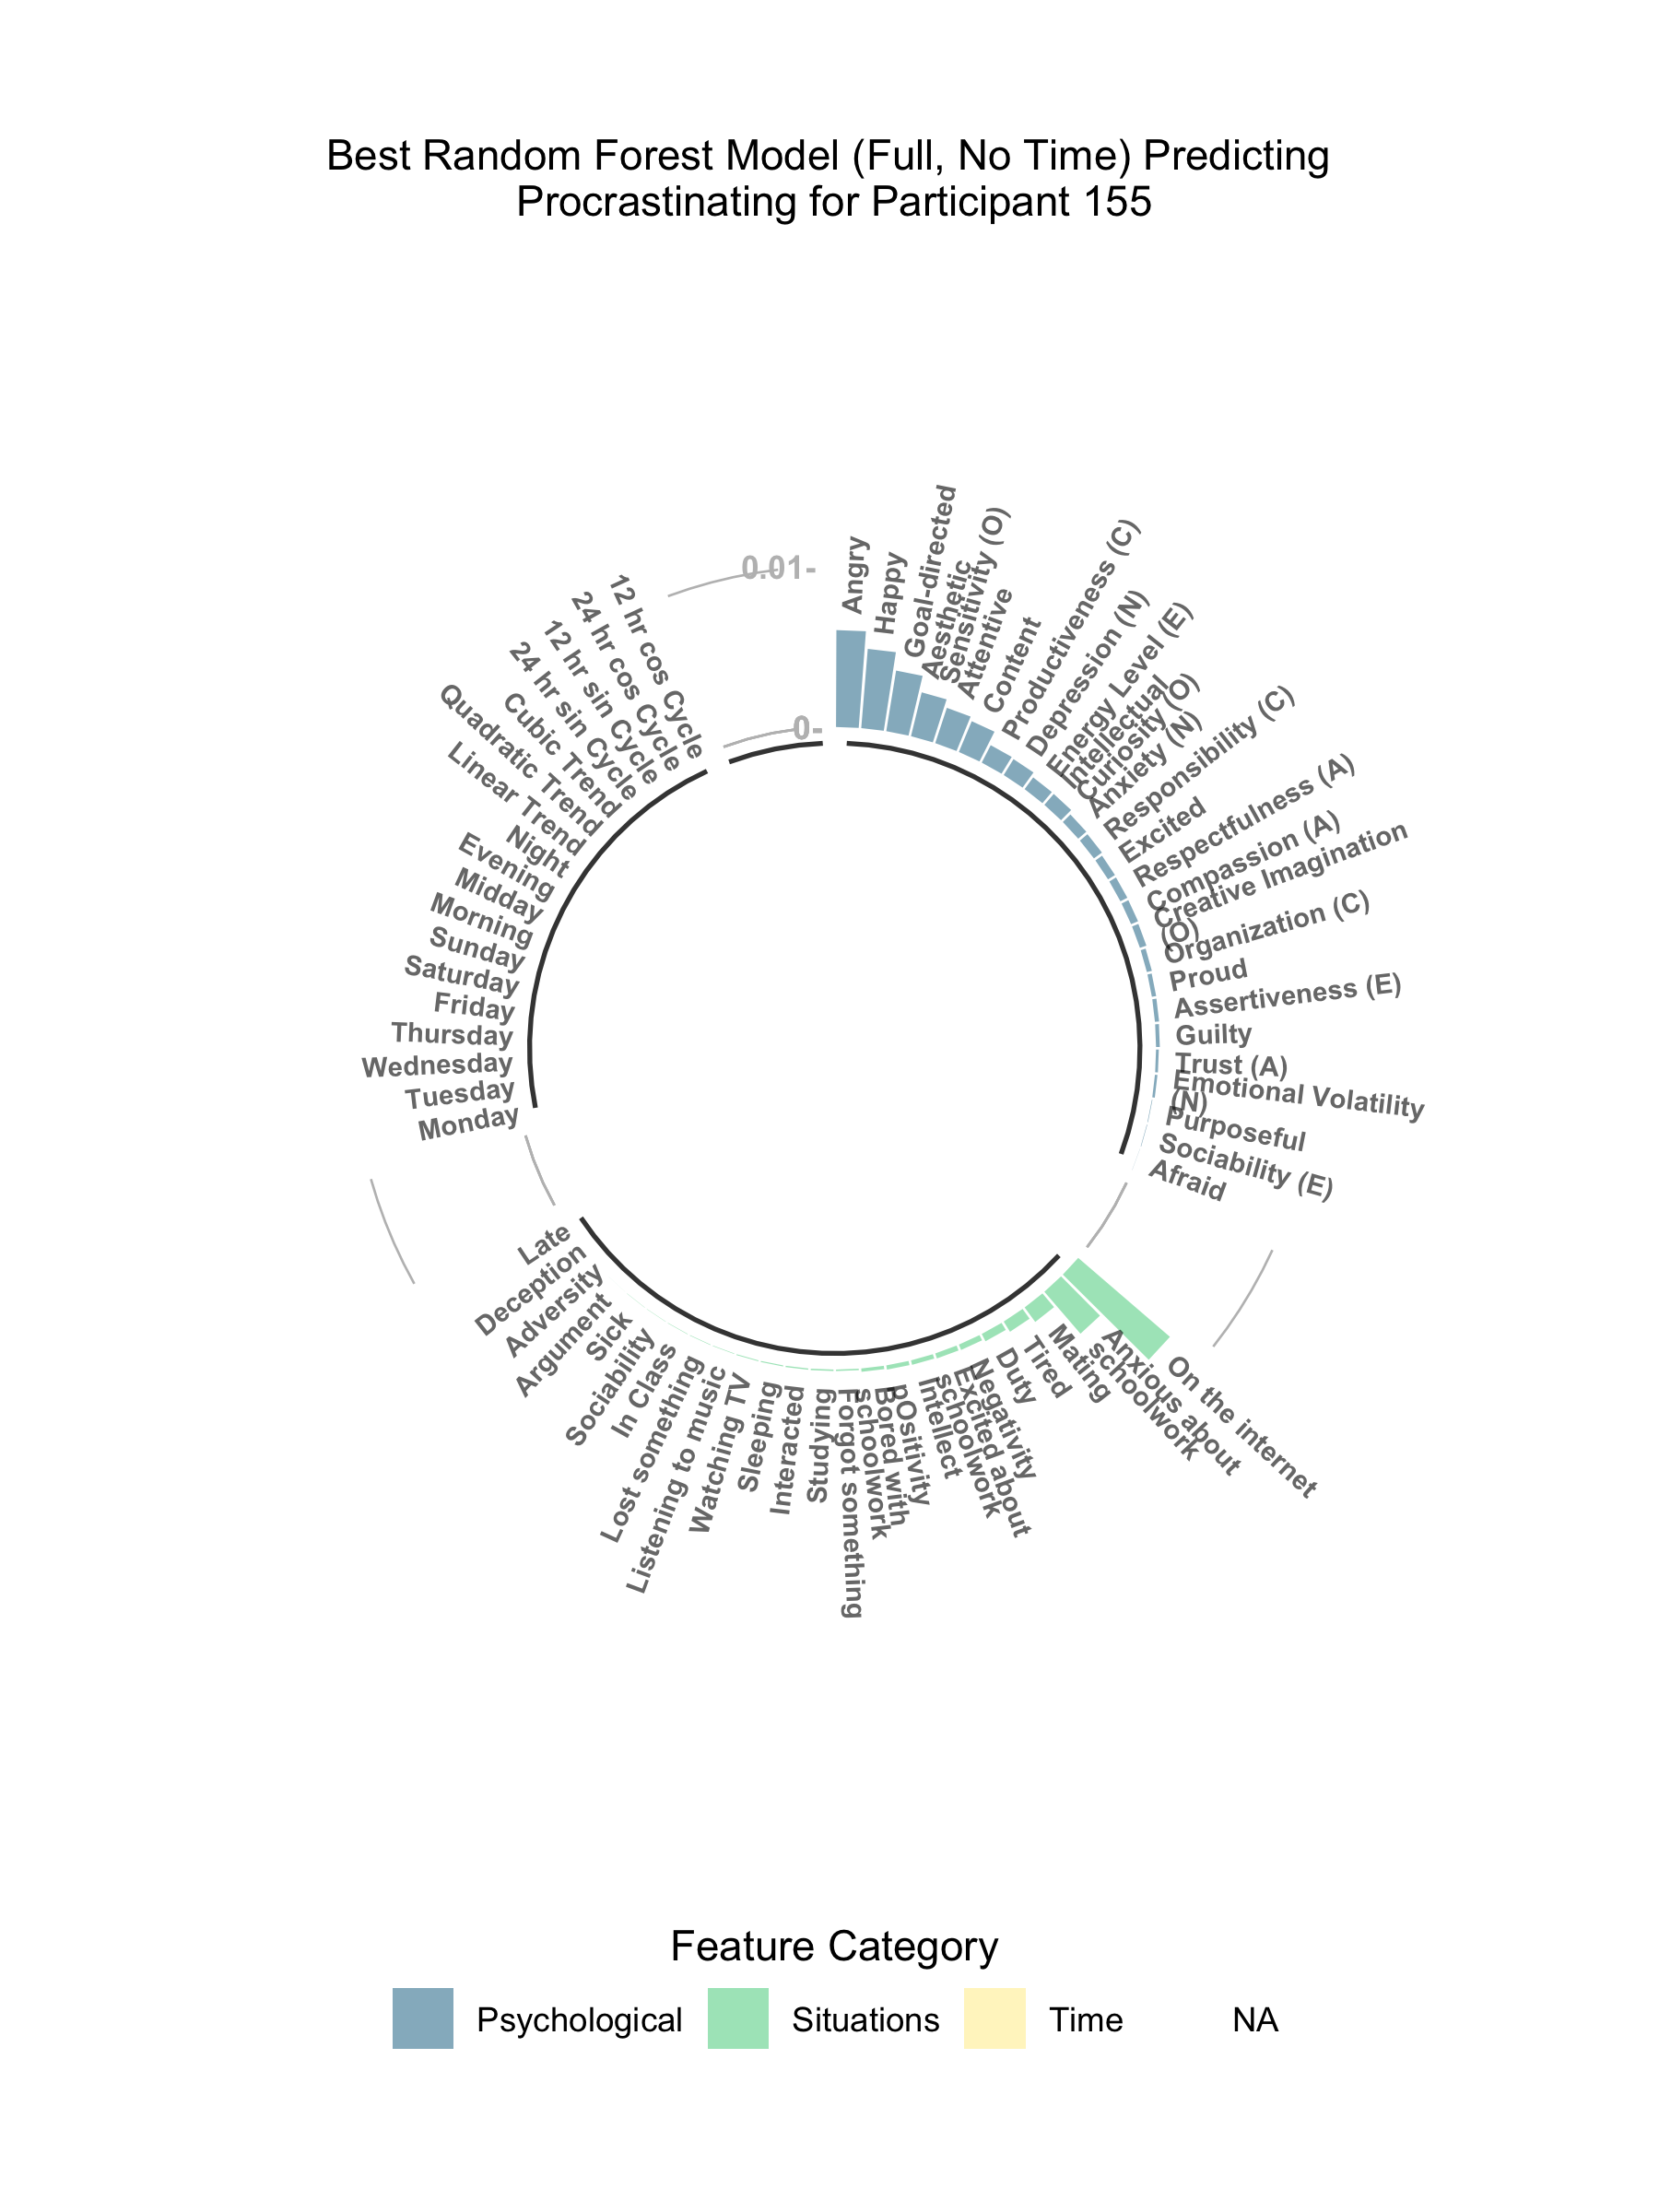 Best Random Forest Model (Full, No Time) Predicting
Procrastinating for Participant 155
0.01-
0-
Angry
Happy
Goal-directed
Aesthetic
Sensitivity (O)
Attentive
Content
Productiveness (C)
Depression (N)
Energy Level (E)
Intellectual
Curiosity (O)
Anxiety (N)
Responsibility (C)
Excited
Respectfulness (A)
Compassion (A)
Creative Imagination
(O)
Organization (C)
Proud
Assertiveness (E)
Guilty
Trust (A)
Emotional Volatility
(N)
Purposeful
Sociability (E)
Afraid
On the internet
Anxious about
schoolwork
Mating
Tired
Duty
Negativity
Excited about
schoolwork
Intellect
pOsitivity
Bored with
schoolwork
Forgot something
Studying
Interacted
Sleeping
Watching TV
Listening to music
Lost something
In Class
Sociability
Sick
Argument
Adversity
Deception
Late
Monday
Tuesday
Wednesday
Thursday
Friday
Saturday
Sunday
Morning
Midday
Evening
Night
Linear Trend
Quadratic Trend
Cubic Trend
24 hr sin Cycle
12 hr sin Cycle
24 hr cos Cycle
12 hr cos Cycle
Feature Category
Psychological
Situations
Time
NA